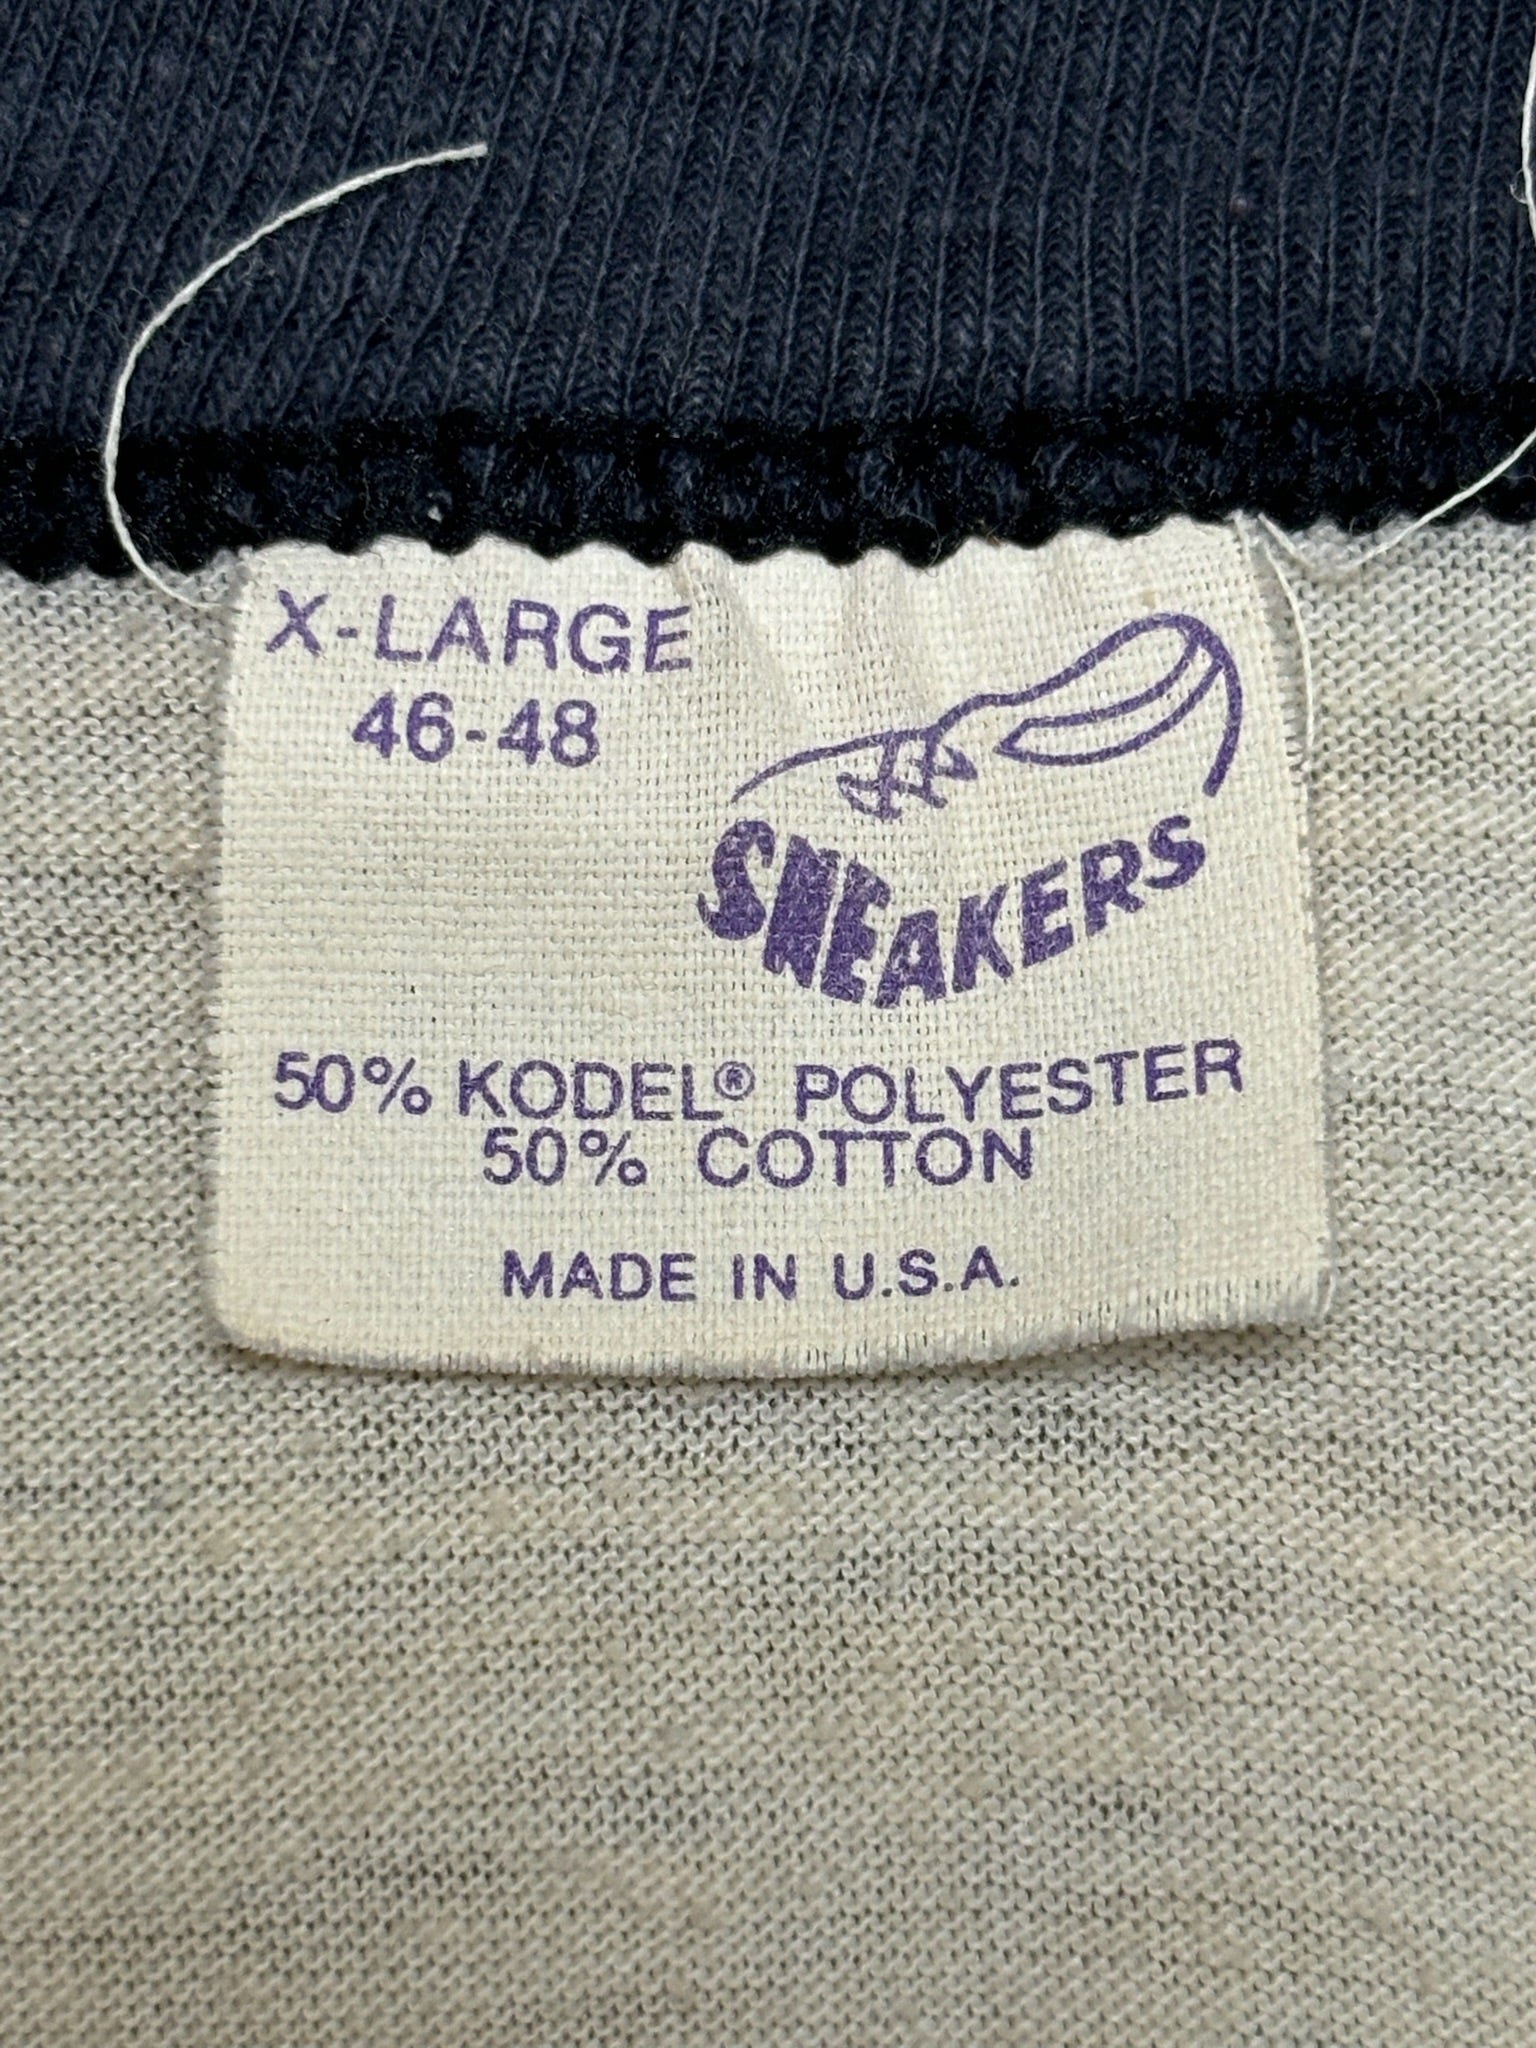 X-LARGE
46-48
SNEAKERS
50% KODEL® POLYESTER
50% COTTON
MADE IN U.S.A.